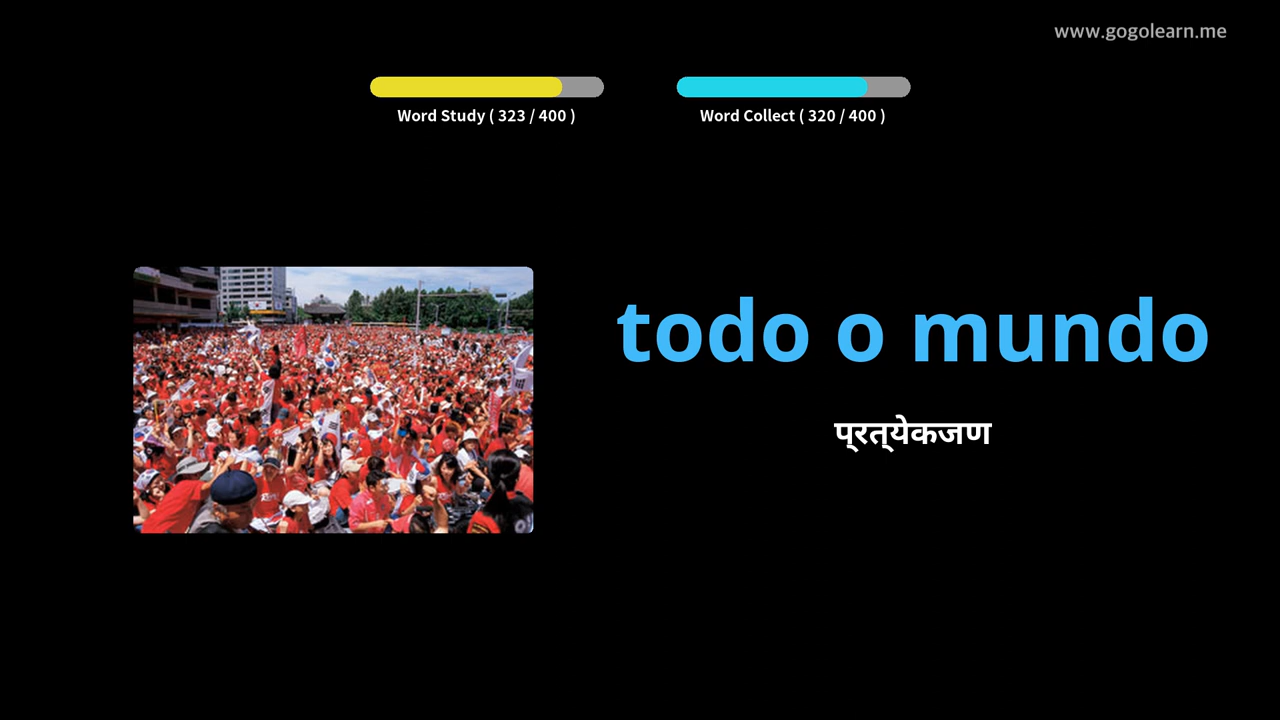 www.gogolearn.me
Word Study ( 323 / 400 )
Word Collect ( 320 / 400 )
todo o mundo
प्रत्येकजण